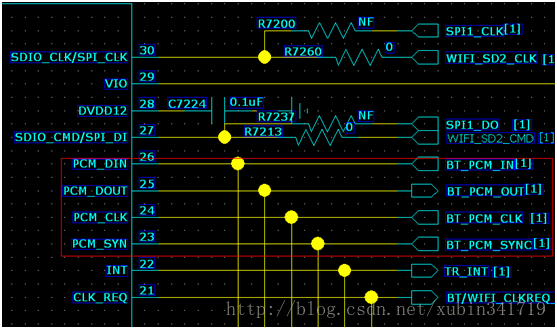 R7200 NF SPI1_CLK[1]
SDIO_CLK/SPI_CLK 30 R7260 0 WIFI_SD2_CLK [1]
VIO 29
DVDD12 28 C7224 0.1uF
R7237 NF SPI1_DO [1]
SDIO_CMD/SPI_DI 27 R7213 0 WIFI_SD2_CMD [1]
PCM_DIN 26 BT_PCM_IN[1]
PCM_DOUT 25 BT_PCM_OUT[1]
PCM_CLK 24 BT_PCM_CLK [1]
PCM_SYN 23 BT_PCM_SYNC[1]
INT 22 TR_INT [1]
CLK_REQ 21 BT/WIFI_CLKREQ
http://blog.csdn.net/xubin341719